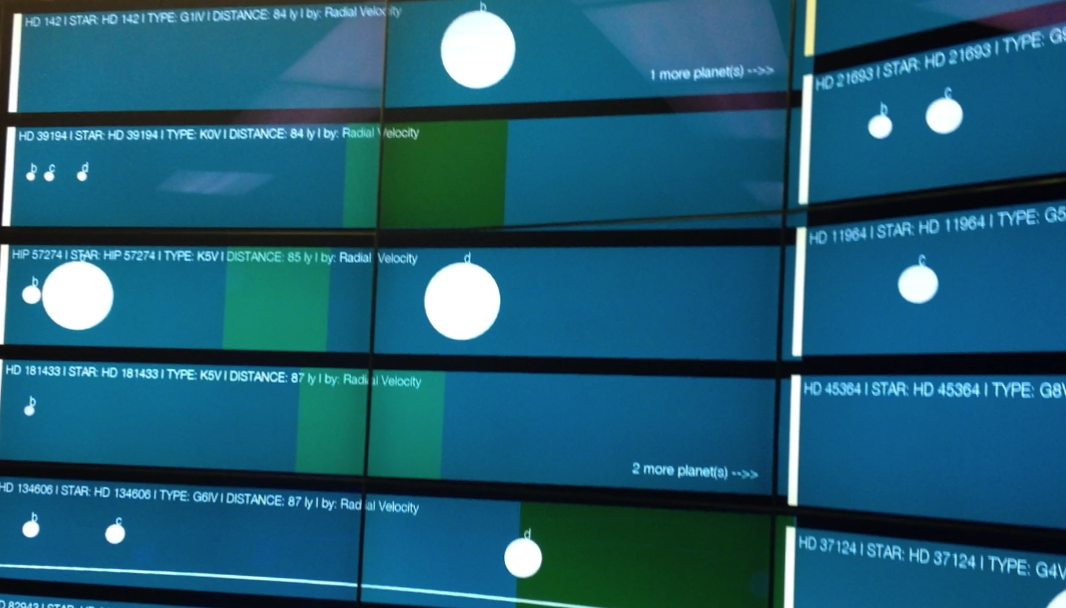 HD 142 | STAR: HD 142 | TYPE: G1IV | DISTANCE: 84 ly | by: Radial Velocity
b
1 more planet(s) -->>
HD 39194 | STAR: HD 39194 | TYPE: K0V | DISTANCE: 84 ly | by: Radial Velocity
b c d
HIP 57274 | STAR: HIP 57274 | TYPE: K5V | DISTANCE: 85 ly | by: Radial Velocity
b d
HD 181433 | STAR: HD 181433 | TYPE: K5V | DISTANCE: 87 ly | by: Radial Velocity
b
2 more planet(s) -->>
HD 134606 | STAR: HD 134606 | TYPE: G6IV | DISTANCE: 87 ly | by: Radial Velocity
b c d
HD 21693 | STAR: HD 21693 | TYPE:
b c
HD 11964 | STAR: HD 11964 | TYPE: G5
c
HD 45364 | STAR: HD 45364 | TYPE: G8V
HD 37124 | STAR: HD 37124 | TYPE: G4V